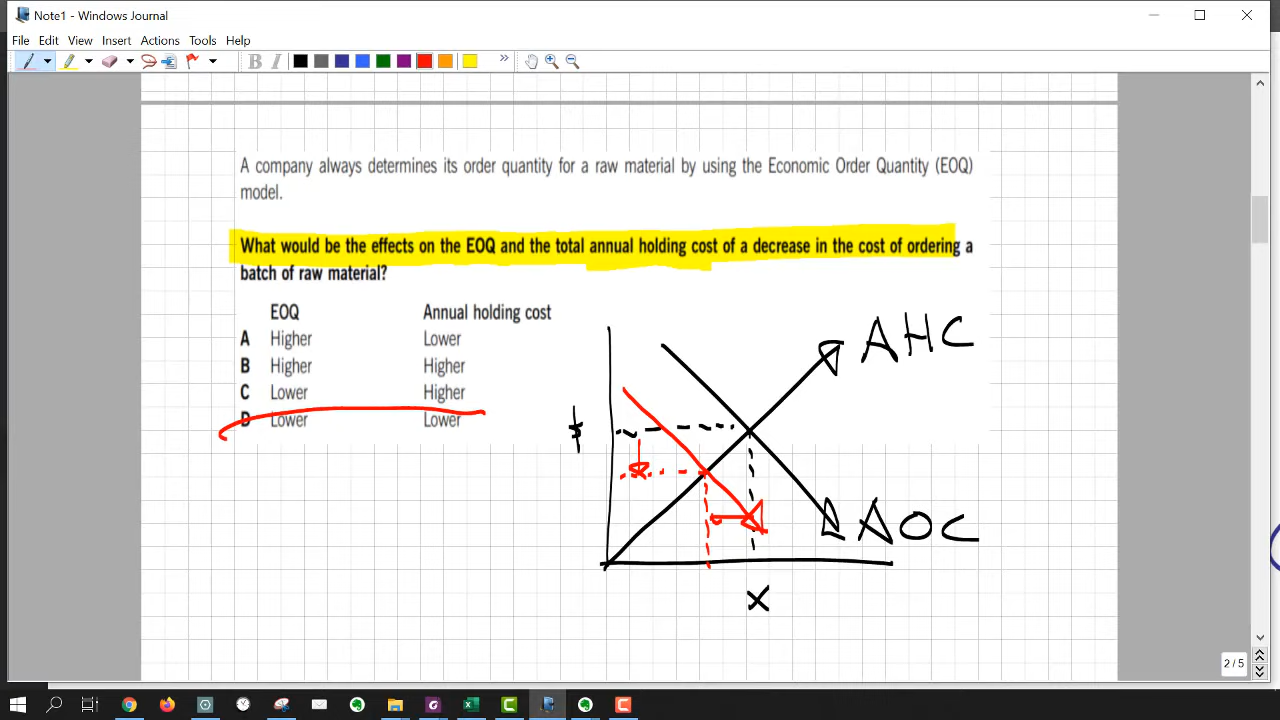 Note1 - Windows Journal
File Edit View Insert Actions Tools Help
B I
A company always determines its order quantity for a raw material by using the Economic Order Quantity (EOQ)
model.
What would be the effects on the EOQ and the total annual holding cost of a decrease in the cost of ordering a
batch of raw material?
EOQ Annual holding cost
A Higher Lower
B Higher Higher
C Lower Higher
D Lower Lower
AHC
$
AOC
x
2 / 5